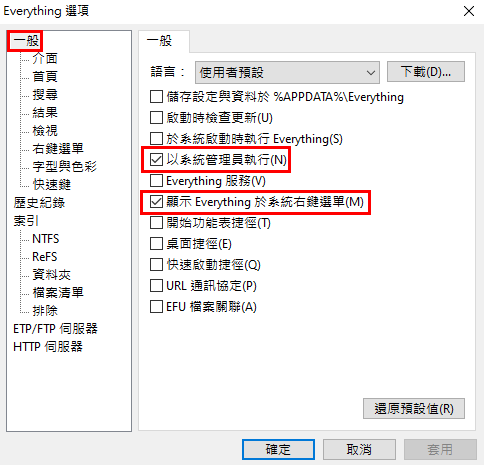 Everything 選項
一般
介面
首頁
搜尋
結果
檢視
右鍵選單
字型與色彩
快速鍵
歷史紀錄
索引
NTFS
ReFS
資料夾
檔案清單
排除
ETP/FTP 伺服器
HTTP 伺服器
一般
語言： 使用者預設 下載(D)...
儲存設定與資料於 %APPDATA%\Everything
啟動時檢查更新(U)
於系統啟動時執行 Everything(S)
以系統管理員執行(N)
Everything 服務(V)
顯示 Everything 於系統右鍵選單(M)
開始功能表捷徑(T)
桌面捷徑(E)
快速啟動捷徑(Q)
URL 通訊協定(P)
EFU 檔案關聯(A)
還原預設值(R)
確定 取消 套用